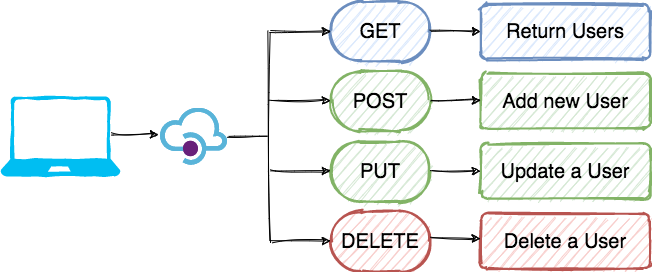 GET
Return Users
POST
Add new User
PUT
Update a User
DELETE
Delete a User